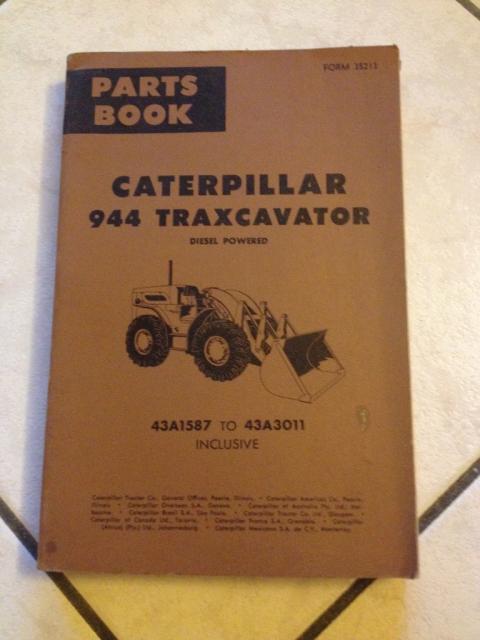 FORM 35213
PARTS
BOOK
CATERPILLAR
944 TRAXCAVATOR
DIESEL POWERED
43A1587 TO 43A3011
INCLUSIVE
Caterpillar Tractor Co., General Offices, Peoria, Illinois, • Caterpillar Americas Co., Peoria,
Illinois • Caterpillar Overseas S.A., Geneva. • Caterpillar of Australia Pty. Ltd., Mel-
bourne. • Caterpillar Brasil S.A., São Paulo. • Caterpillar Tractor Co. Ltd., Glasgow. •
Caterpillar of Canada Ltd., Toronto. • Caterpillar France S.A., Grenoble. • Caterpillar
(Africa) (Pty.) Ltd., Johannesburg. • Caterpillar Mexicana S.A. de C.V., Monterrey.